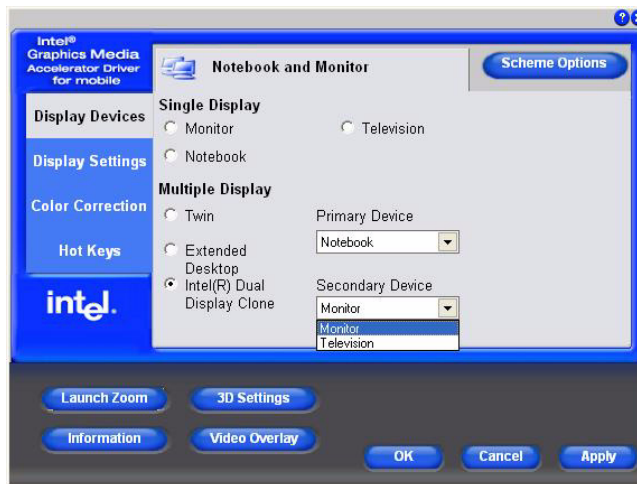 ?
Intel®
Graphics Media
Accelerator Driver
for mobile
Notebook and Monitor
Scheme Options
Display Devices
Display Settings
Color Correction
Hot Keys
intel.
Single Display
Monitor
Television
Notebook
Multiple Display
Twin
Primary Device
Notebook
Extended
Desktop
Intel(R) Dual
Display Clone
Secondary Device
Monitor
Monitor
Television
Launch Zoom
3D Settings
Information
Video Overlay
OK
Cancel
Apply